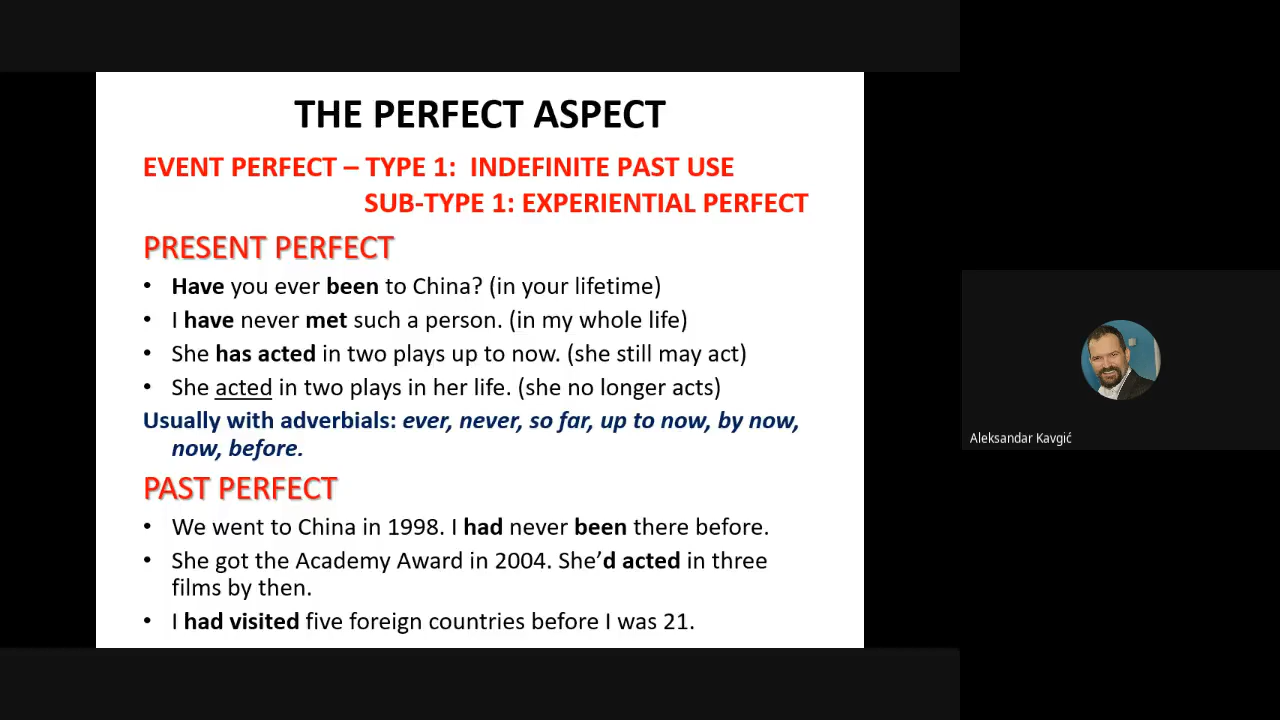 THE PERFECT ASPECT
EVENT PERFECT – TYPE 1: INDEFINITE PAST USE
SUB-TYPE 1: EXPERIENTIAL PERFECT
PRESENT PERFECT
• Have you ever been to China? (in your lifetime)
• I have never met such a person. (in my whole life)
• She has acted in two plays up to now. (she still may act)
• She acted in two plays in her life. (she no longer acts)
Usually with adverbials: ever, never, so far, up to now, by now,
now, before.
PAST PERFECT
• We went to China in 1998. I had never been there before.
• She got the Academy Award in 2004. She’d acted in three
films by then.
• I had visited five foreign countries before I was 21.
Aleksandar Kavgić